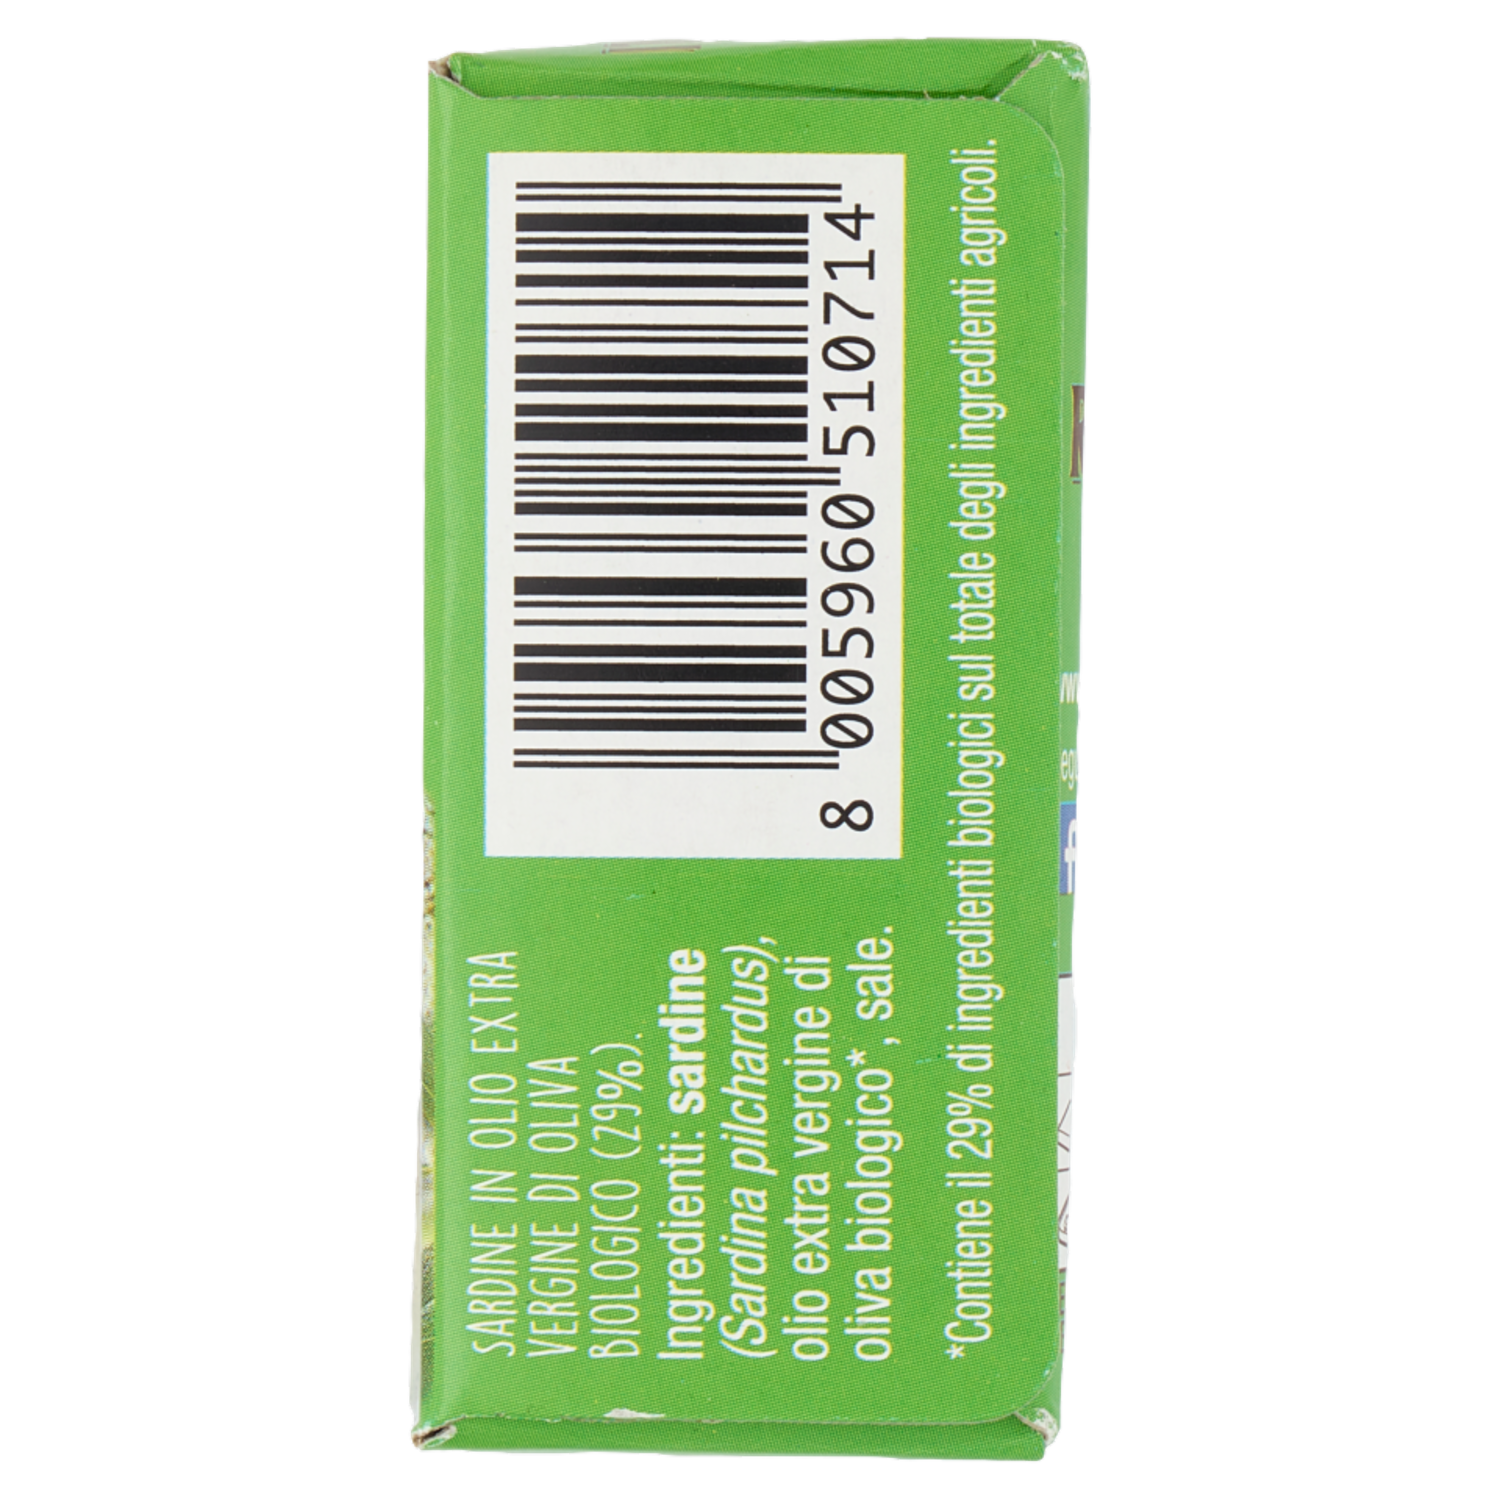 SARDINE IN OLIO EXTRA
VERGINE DI OLIVA
BIOLOGICO (29%).
Ingredienti: sardine
(Sardina pilchardus),
olio extra vergine di
oliva biologico*, sale.
*Contiene il 29% di ingredienti biologici sul totale degli ingredienti agricoli.
8 005960 510714
f